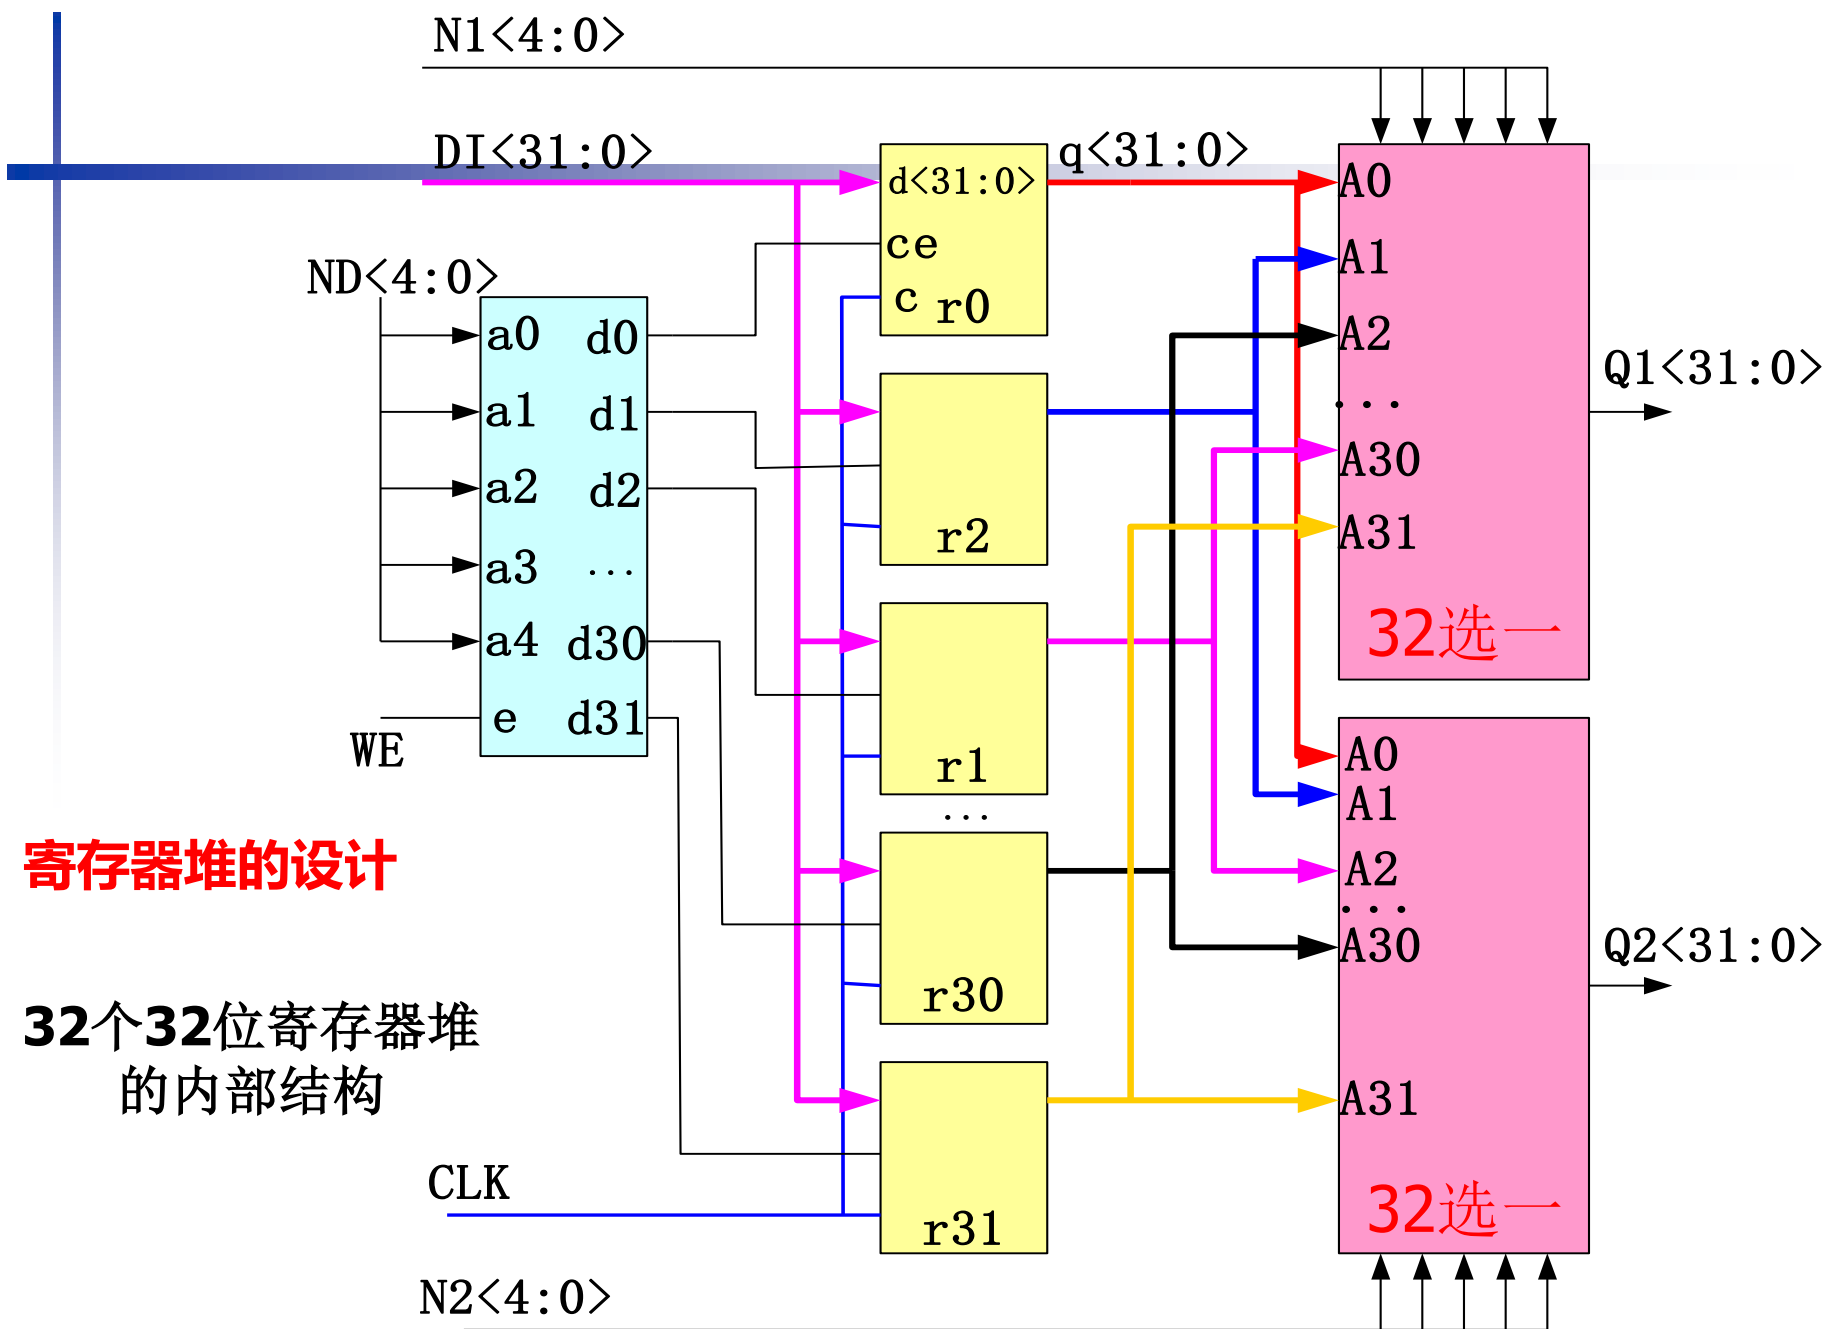 N1<4:0>
DI<31:0>
q<31:0>
d<31:0>
ce
c
r0
ND<4:0>
a0
a1
a2
a3
a4
e
d0
d1
d2
...
d30
d31
WE
r2
r1
...
r30
r31
A0
A1
A2
...
A30
A31
32选一
Q1<31:0>
A0
A1
A2
...
A30
A31
32选一
Q2<31:0>
寄存器堆的设计
32个32位寄存器堆
的内部结构
CLK
N2<4:0>